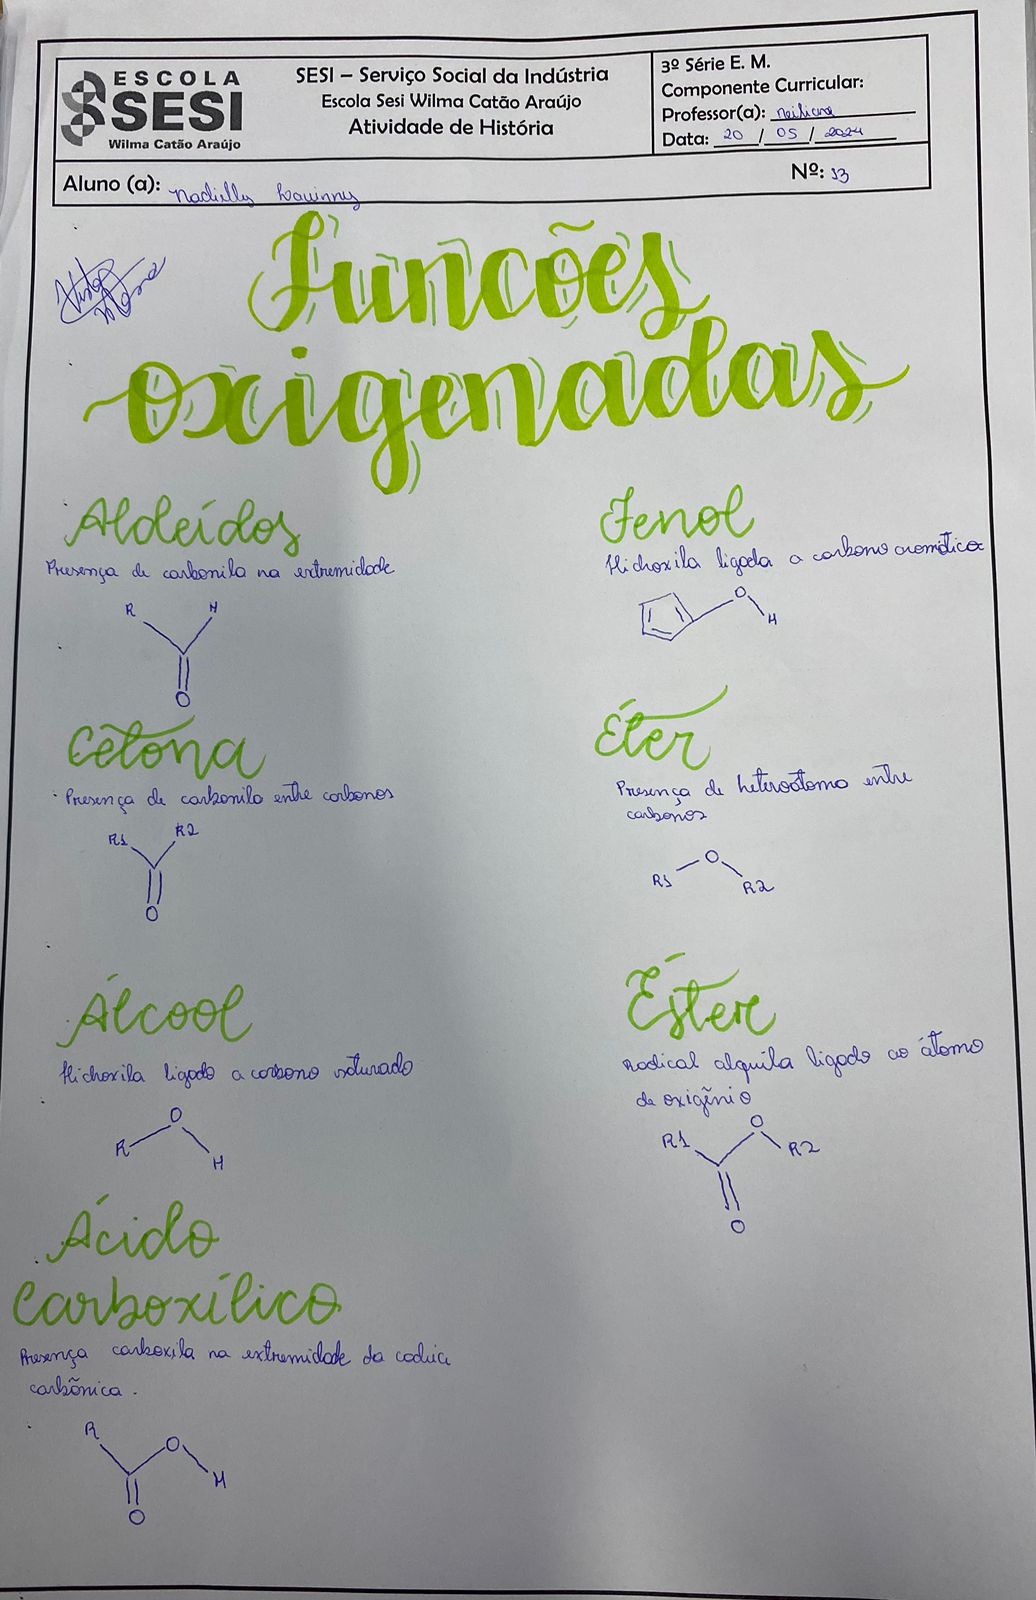 ESCOLA
SESI
Wilma Catão Araújo
SESI – Serviço Social da Indústria
Escola Sesi Wilma Catão Araújo
Atividade de História
3º Série E. M.
Componente Curricular:
Professor(a): neiliane
Data: 20 / 05 / 2024
Aluno (a): Nadielly
Nº: 13
Funções
oxigenadas
Aldeídos
Presença de carbonila na extremidade
R H
O
Cetona
Presença de carbonila entre carbonos
R1 R2
O
Álcool
Hidroxila ligado a carbono saturado
O
R H
Ácido
Carboxílico
Presença carboxila na extremidade da cadeia
carbônica.
R O H
O
Fenol
Hidroxila ligada a carbono aromático
O
H
Éter
Presença de heteroátomo entre
carbonos
O
R1 R2
Éster
radical alquila ligado ao átomo
de oxigênio
R1 O R2
O